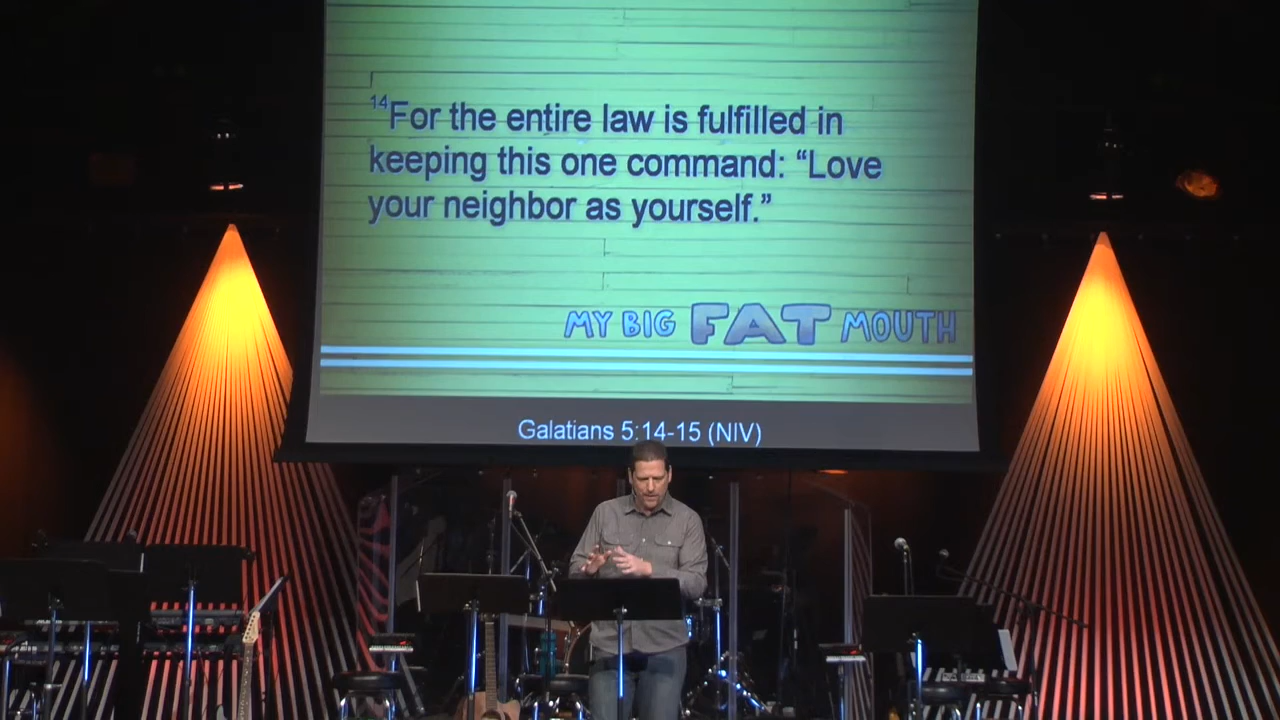 14For the entire law is fulfilled in
keeping this one command: “Love
your neighbor as yourself.”
MY BIG FAT MOUTH
Galatians 5:14-15 (NIV)